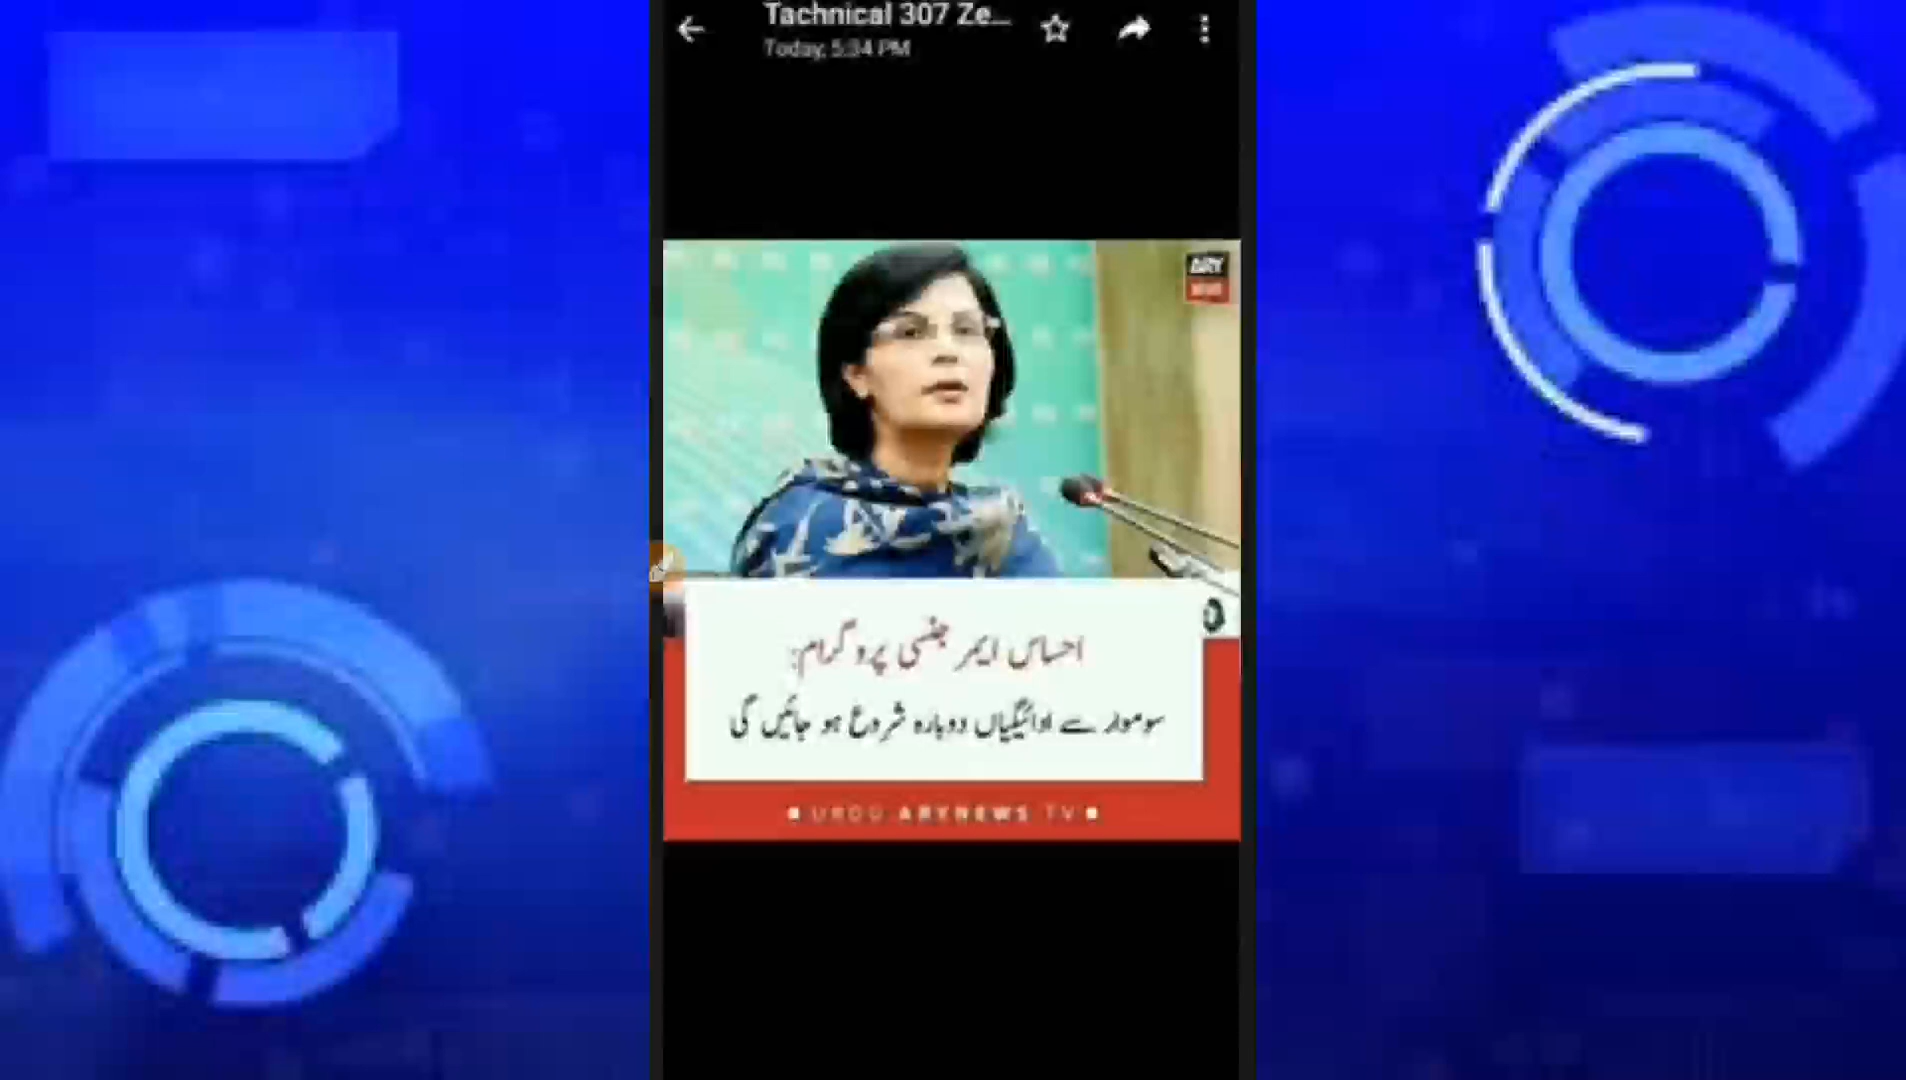 Tachnical 307 Ze...
Today, 5:34 PM
ARY
NEWS
احساس ایمرجنسی پروگرام:
سوموار سے ادائیگیاں دوبارہ شروع ہو جائیں گی
URDU ARYNEWS TV